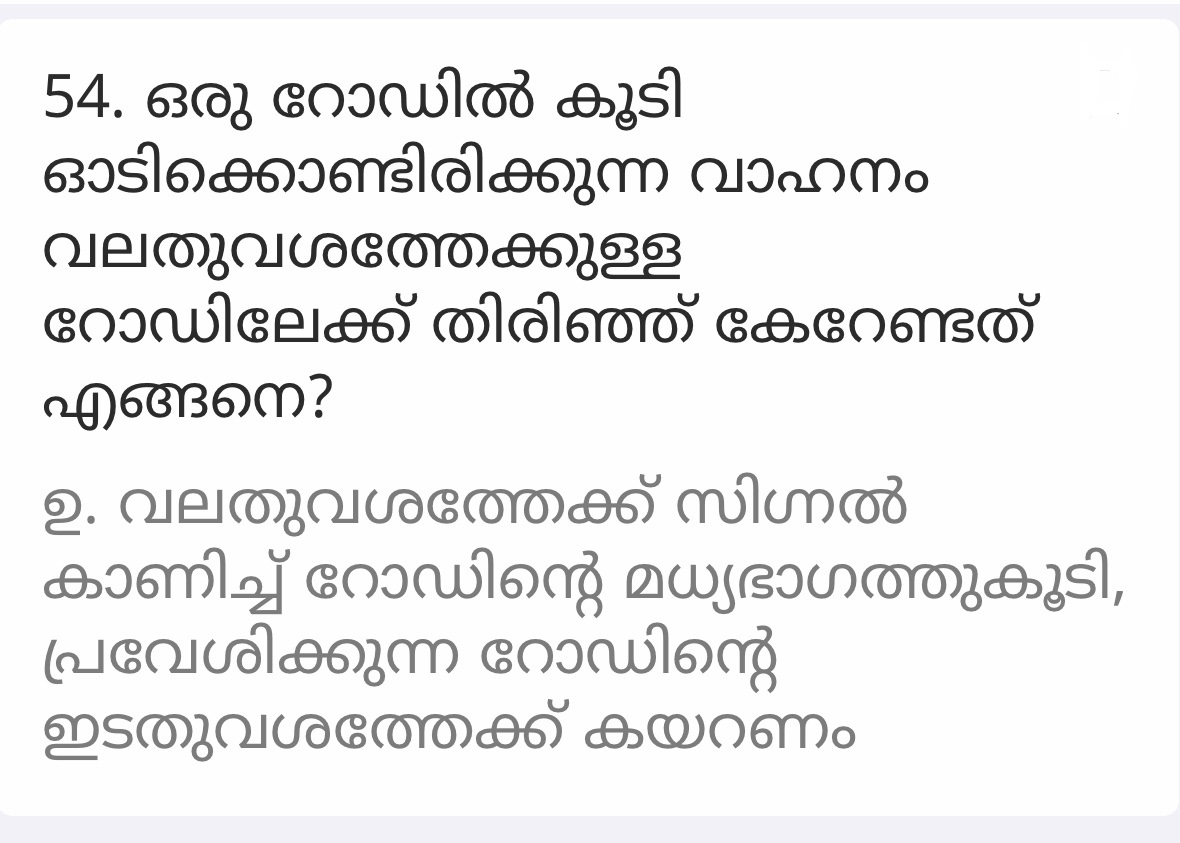 54. ഒരു റോഡിൽ കൂടി
ഓടിക്കൊണ്ടിരിക്കുന്ന വാഹനം
വലതുവശത്തേക്കുള്ള
റോഡിലേക്ക് തിരിഞ്ഞ് കേറേണ്ടത്
എങ്ങനെ?
ഉ. വലതുവശത്തേക്ക് സിഗ്നൽ
കാണിച്ച് റോഡിന്റെ മധ്യഭാഗത്തുകൂടി,
പ്രവേശിക്കുന്ന റോഡിന്റെ
ഇടതുവശത്തേക്ക് കയറണം